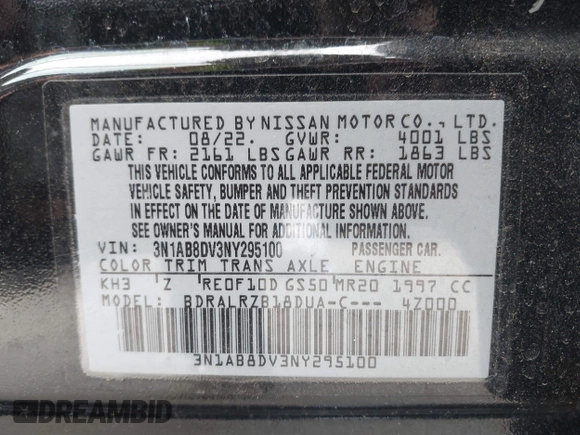 MANUFACTURED BY NISSAN MOTOR CO., LTD.
DATE: 08/22. GVWR: 4001 LBS
GAWR FR: 2161 LBS GAWR RR: 1863 LBS
THIS VEHICLE CONFORMS TO ALL APPLICABLE FEDERAL MOTOR
VEHICLE SAFETY, BUMPER AND THEFT PREVENTION STANDARDS
IN EFFECT ON THE DATE OF MANUFACTURE SHOWN ABOVE.
SEE OWNER'S MANUAL FOR ADDITIONAL INFORMATION.
VIN: 3N1AB8DV3NY295100 PASSENGER CAR.
COLOR TRIM TRANS AXLE ENGINE
KH3 Z RE0F10D GS50 MR20 1997 CC
MODEL: BDRALRZB18DUA-C--- 4Z000
3N1AB8DV3NY295100
DREAMBID